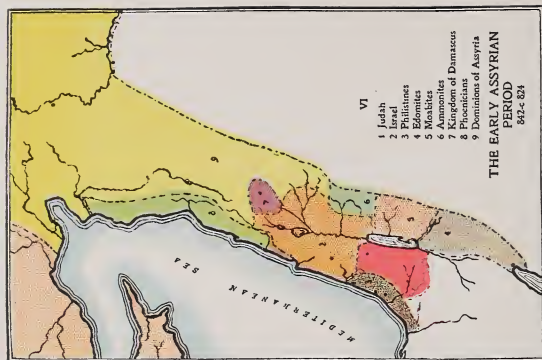 VI
1 Judah
2 Israel
3 Philistines
4 Edomites
5 Moabites
6 Ammonites
7 Kingdom of Damascus
8 Phoenicians
9 Dominions of Assyria
THE EARLY ASSYRIAN
PERIOD
842-c 824
MEDITERRANEAN
SEA
9